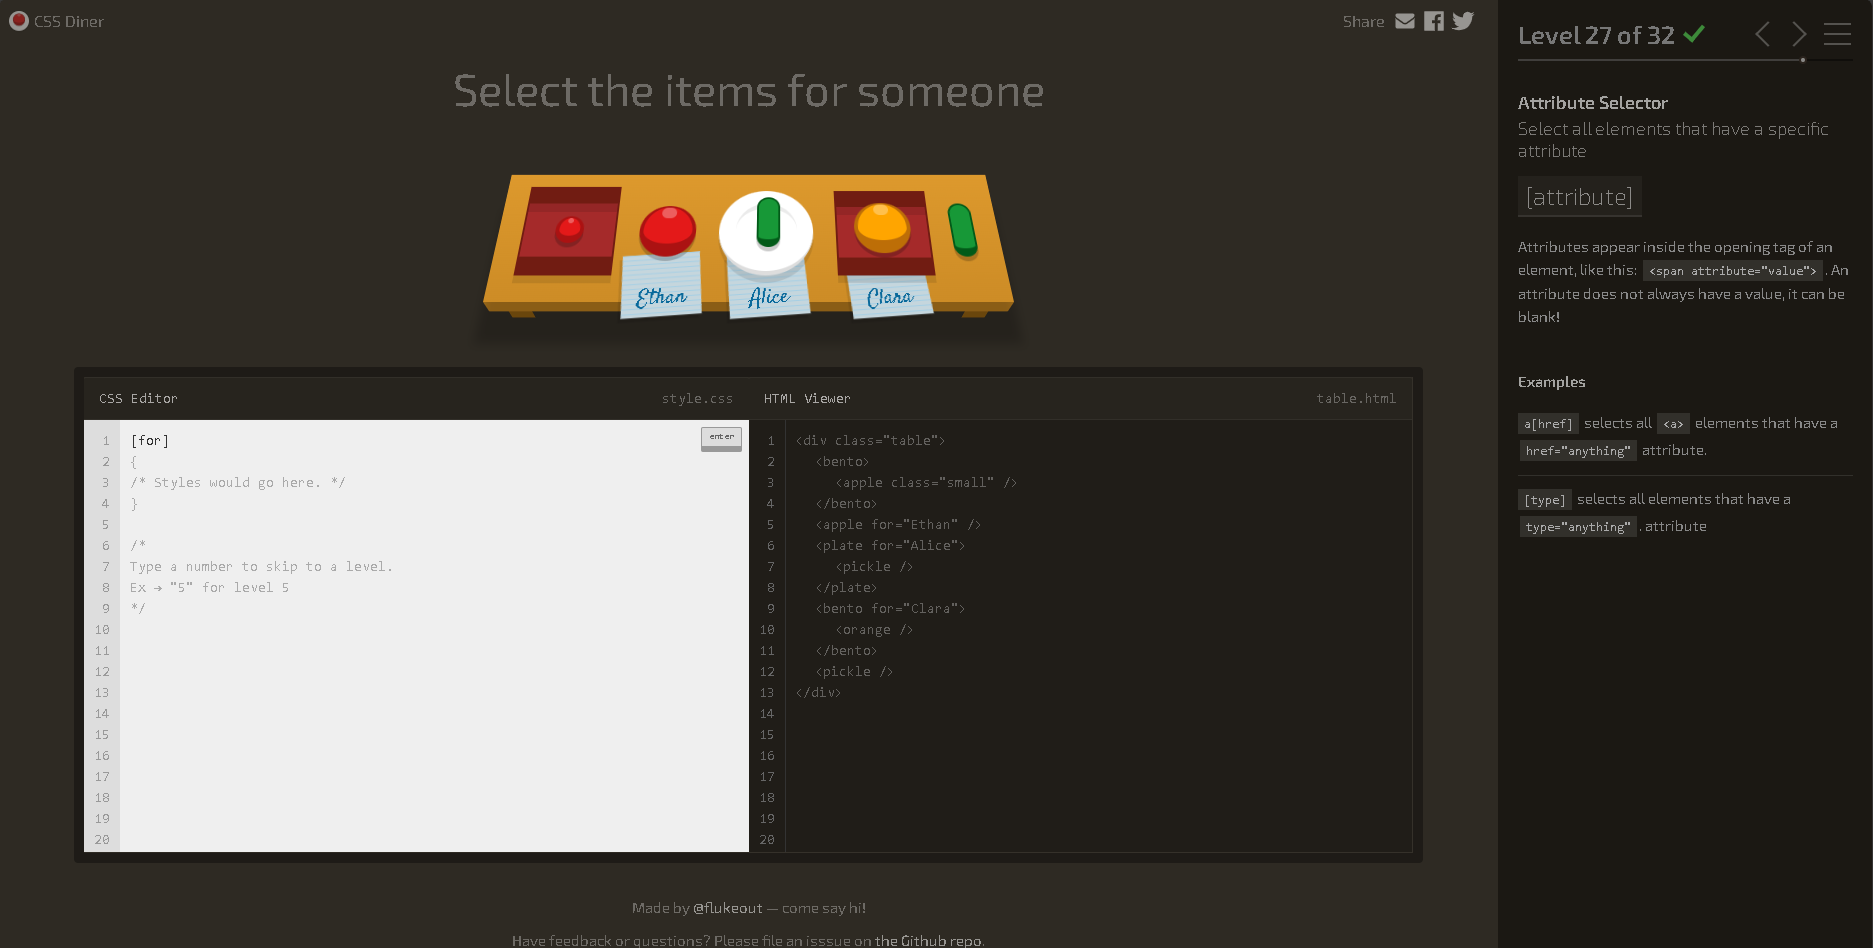 CSS Diner
Share
Select the items for someone
Ethan
Alice
Clara
CSS Editor
style.css
1 [for]
2 {
3 /* Styles would go here. */
4 }
5
6 /*
7 Type a number to skip to a level.
8 Ex → "5" for level 5
9 */
10
11
12
13
14
15
16
17
18
19
20
enter
HTML Viewer
table.html
1 <div class="table">
2 <bento>
3 <apple class="small" />
4 </bento>
5 <apple for="Ethan" />
6 <plate for="Alice">
7 <pickle />
8 </plate>
9 <bento for="Clara">
10 <orange />
11 </bento>
12 <pickle />
13 </div>
14
15
16
17
18
19
20
Made by @flukeout — come say hi!
Have feedback or questions? Please file an isssue on the Github repo.
Level 27 of 32
Attribute Selector
Select all elements that have a specific
attribute
[attribute]
Attributes appear inside the opening tag of an
element, like this: <span attribute="value"> . An
attribute does not always have a value, it can be
blank!
Examples
a[href] selects all <a> elements that have a
href="anything" attribute.
[type] selects all elements that have a
type="anything" . attribute